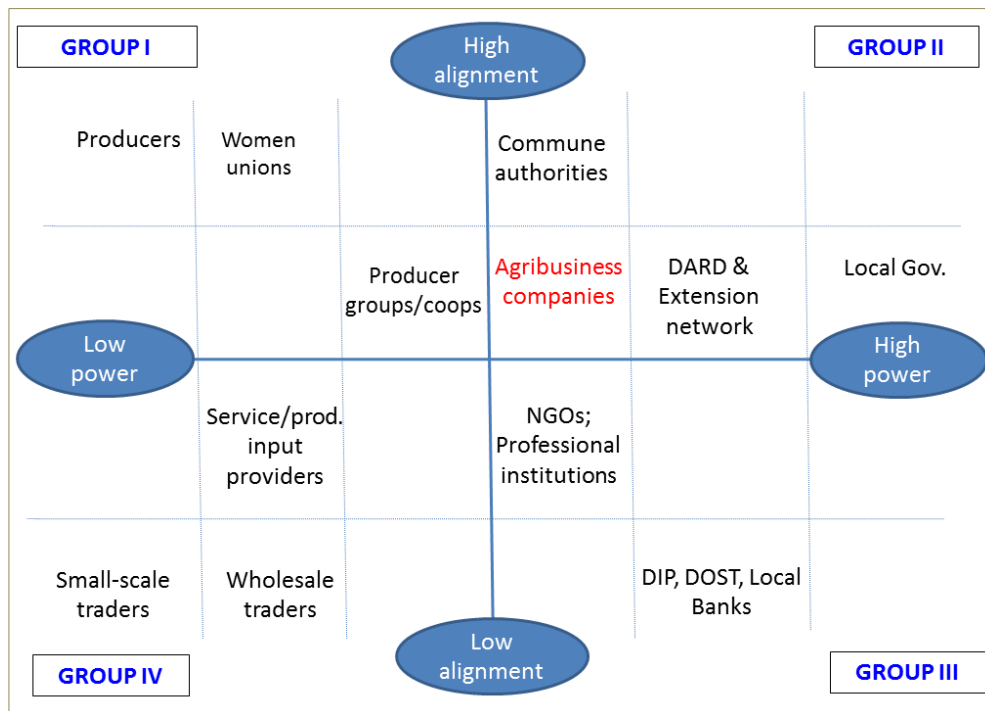 GROUP I
High
alignment
GROUP II
Producers
Women
unions
Commune
authorities
Producer
groups/coops
Agribusiness
companies
DARD &
Extension
network
Local Gov.
Low
power
High
power
Service/prod.
input
providers
NGOs;
Professional
institutions
Small-scale
traders
Wholesale
traders
DIP, DOST, Local
Banks
Low
alignment
GROUP IV
GROUP III